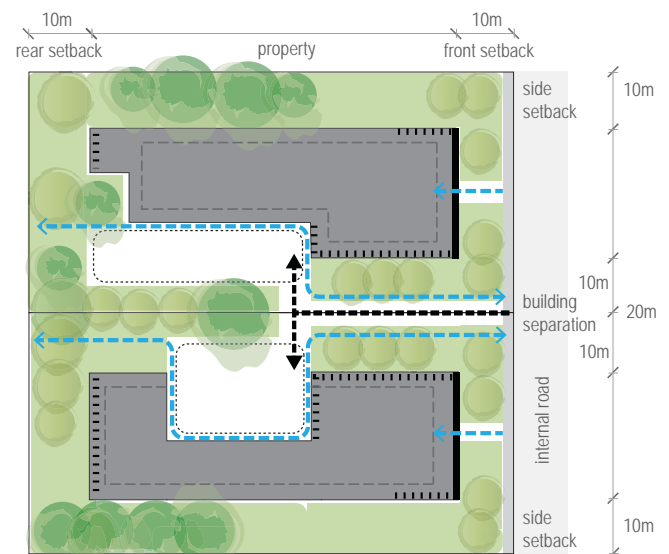 10m
10m
rear setback
property
front setback
side
setback
10m
10m
building
separation
20m
10m
internal road
side
setback
10m